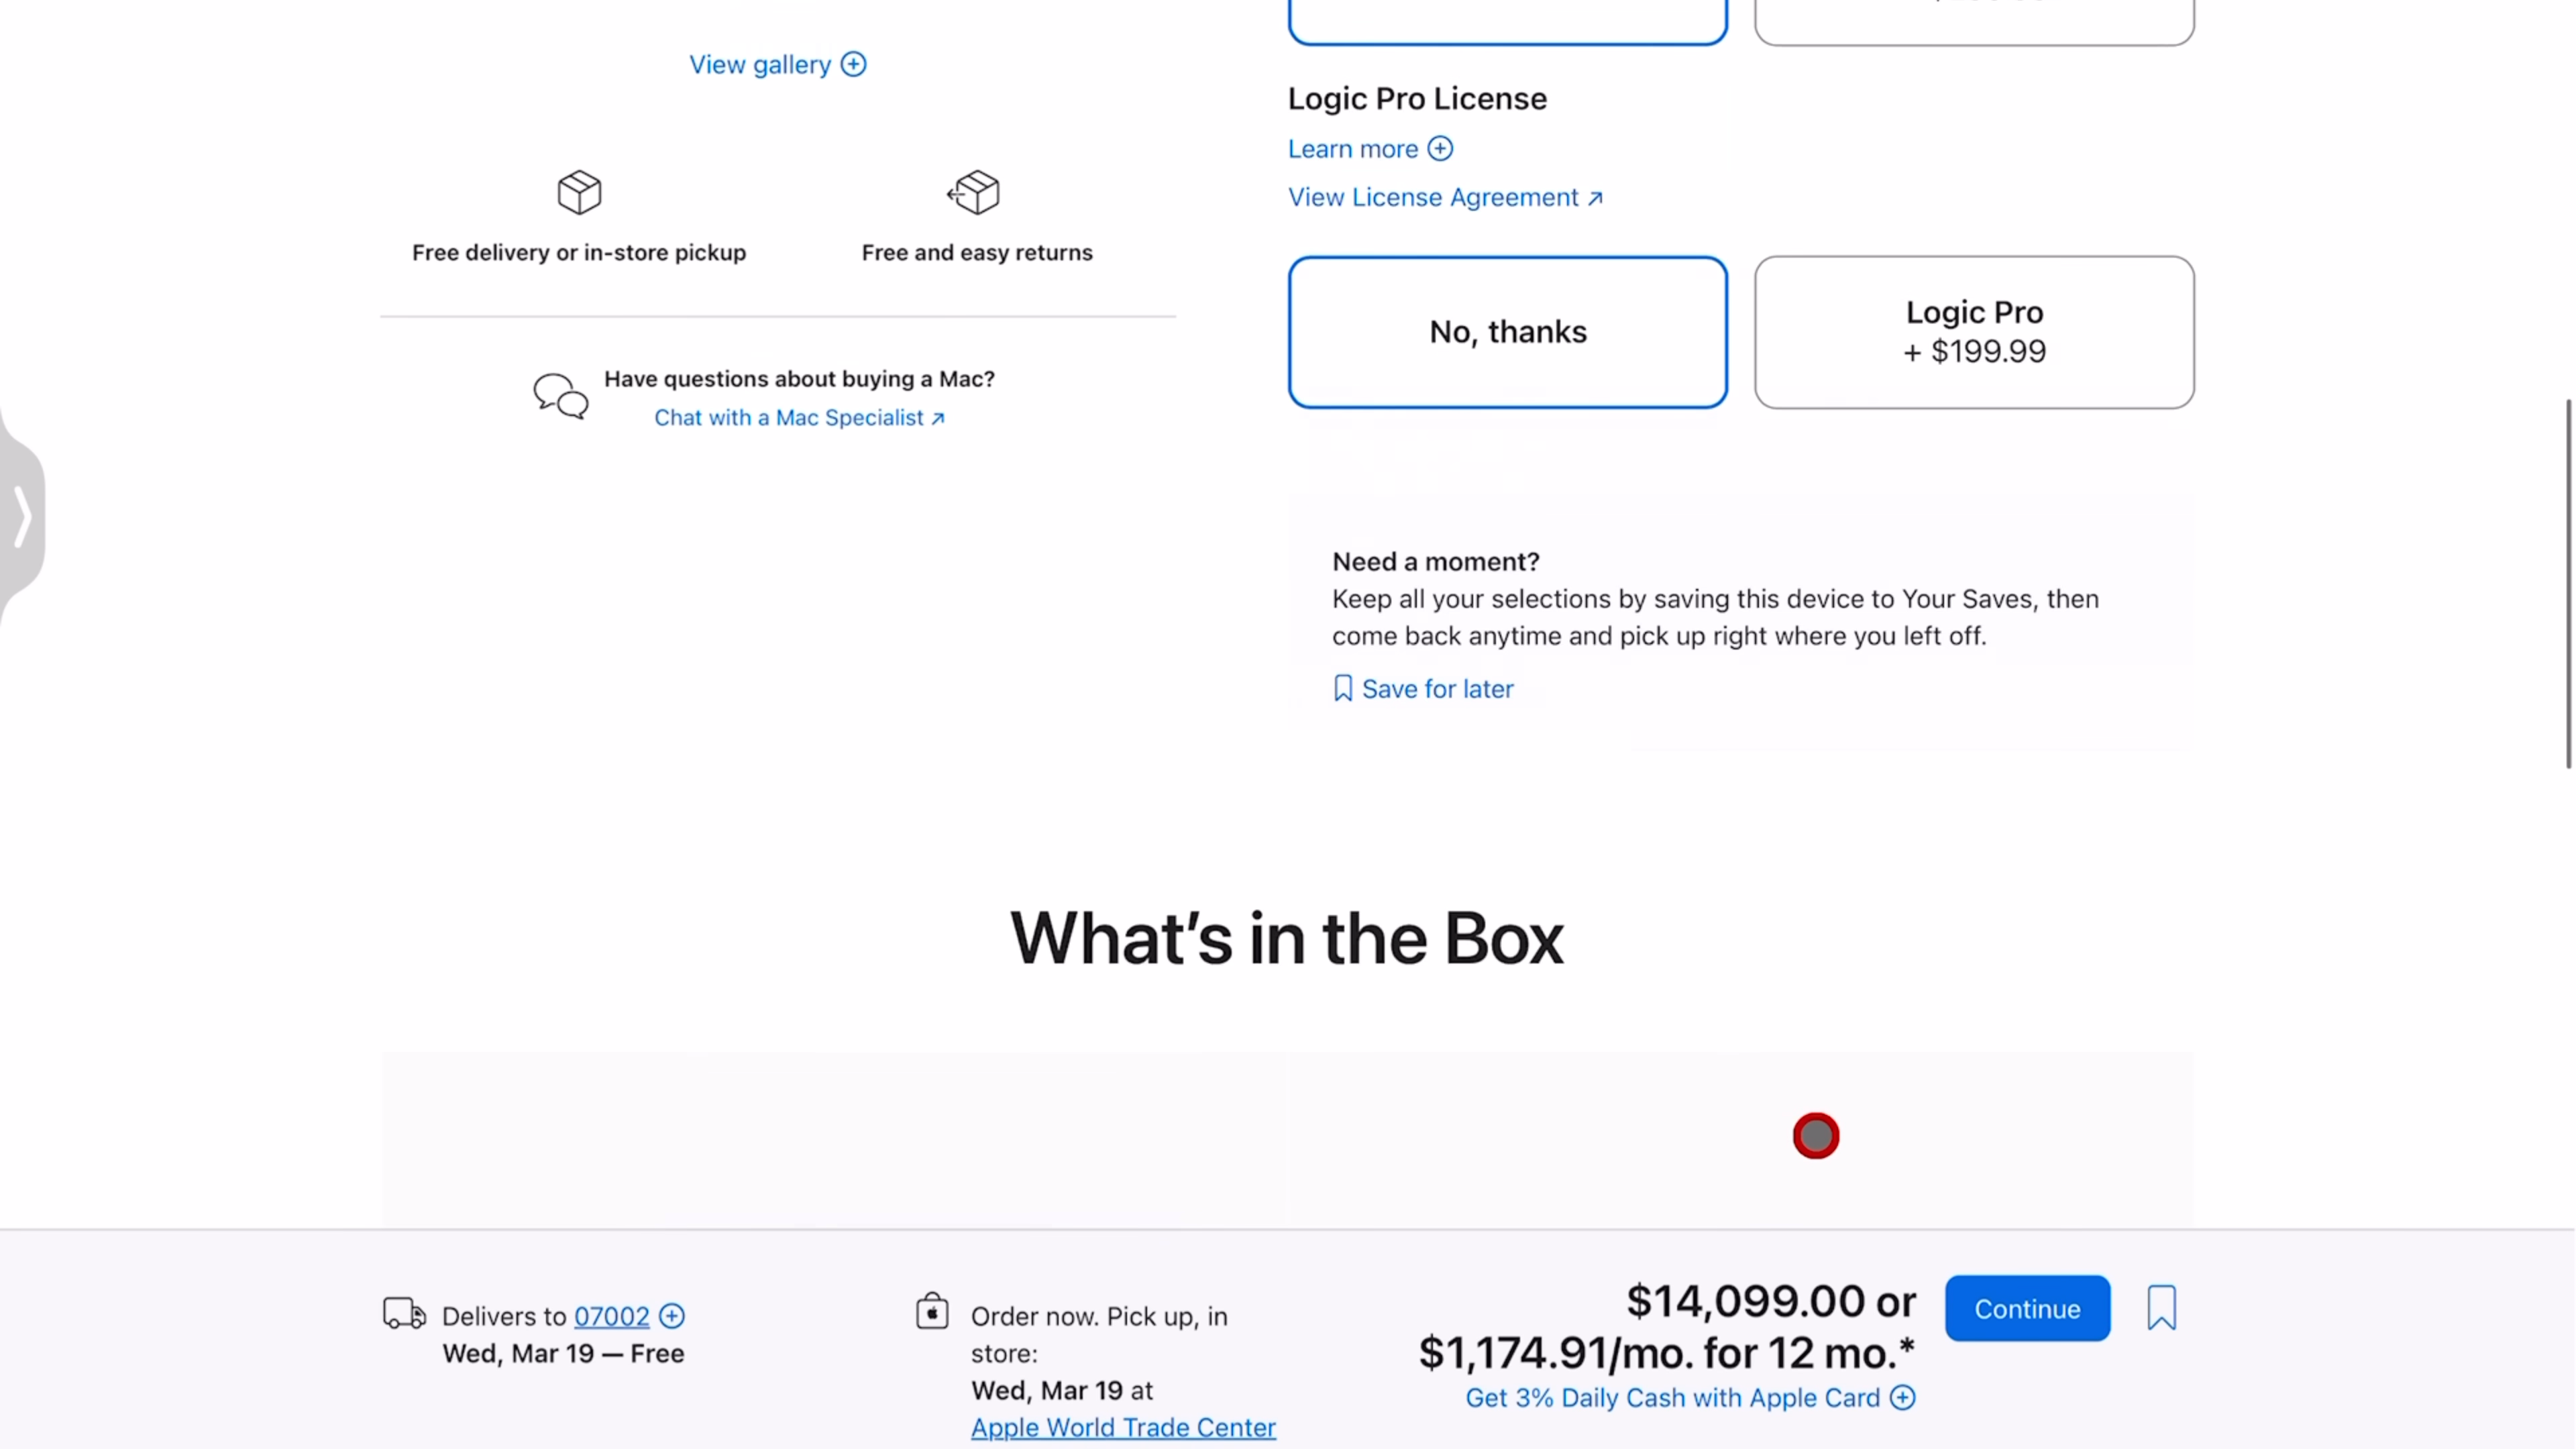 View gallery
Logic Pro License
Learn more
View License Agreement ↗
Free delivery or in-store pickup
Free and easy returns
No, thanks
Logic Pro
+ $199.99
Have questions about buying a Mac?
Chat with a Mac Specialist ↗
Need a moment?
Keep all your selections by saving this device to Your Saves, then
come back anytime and pick up right where you left off.
Save for later
What's in the Box
Delivers to 07002
Wed, Mar 19 — Free
Order now. Pick up, in
store:
Wed, Mar 19 at
Apple World Trade Center
$14,099.00 or
$1,174.91/mo. for 12 mo.*
Get 3% Daily Cash with Apple Card
Continue